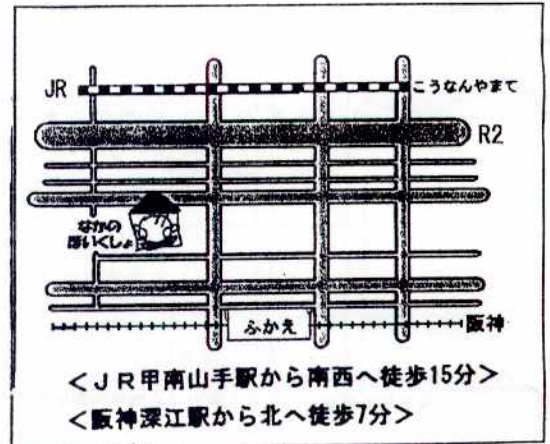 JR
こうなんやまて
R2
なかの
ほいくしょ
ふかえ
阪神
＜ＪＲ甲南山手駅から南西へ徒歩15分＞
＜阪神深江駅から北へ徒歩7分＞